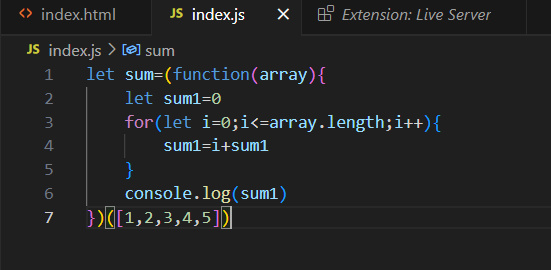 <> index.html JS index.js × Extension: Live Server
JS index.js > sum
1 let sum=(function(array){
2     let sum1=0
3     for(let i=0;i<=array.length;i++){
4         sum1=i+sum1
5     }
6     console.log(sum1)
7 })([1,2,3,4,5])